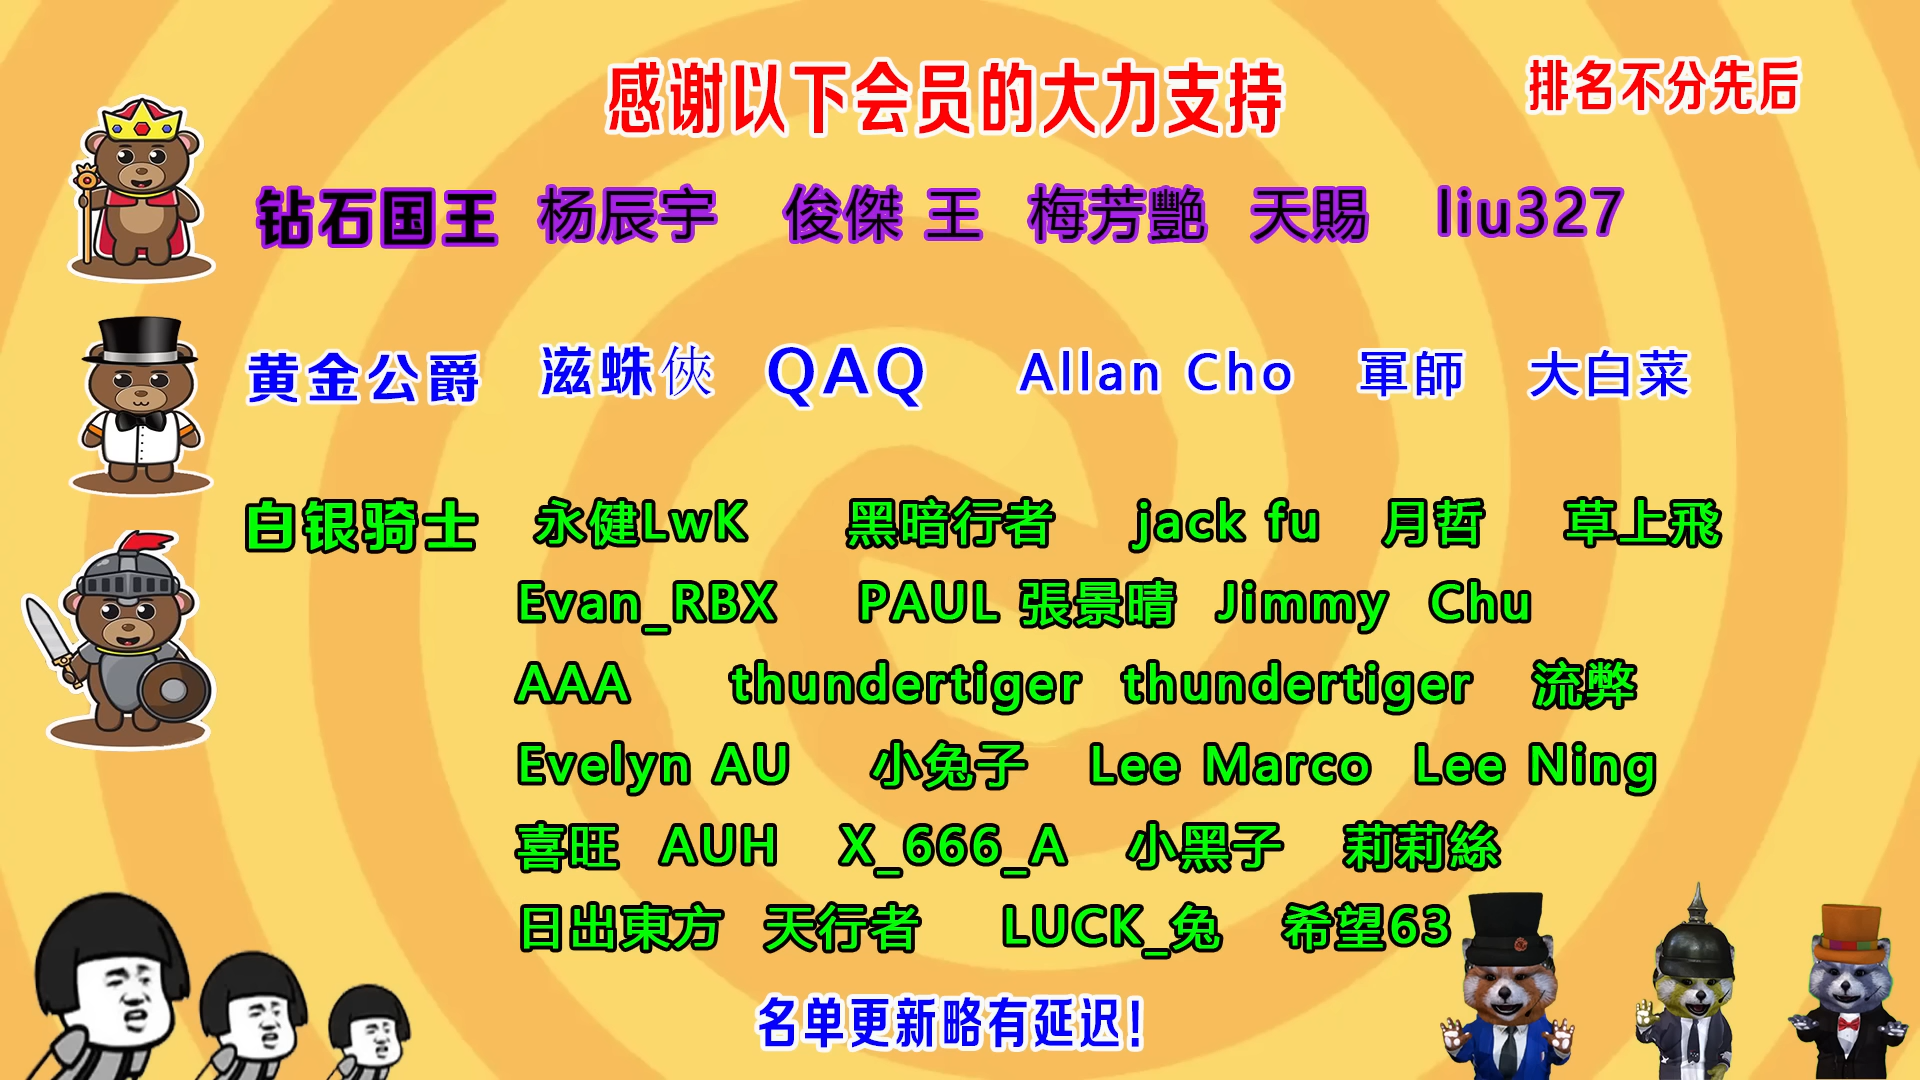 感谢以下会员的大力支持
排名不分先后
钻石国王 杨辰宇 俊傑 王 梅芳艷 天賜 liu327
黄金公爵 滋蛛俠 QAQ Allan Cho 軍師 大白菜
白银骑士 永健LwK 黑暗行者 jack fu 月哲 草上飛
Evan_RBX PAUL 張景晴 Jimmy Chu
AAA thundertiger thundertiger 流弊
Evelyn AU 小兔子 Lee Marco Lee Ning
喜旺 AUH X_666_A 小黑子 莉莉絲
日出東方 天行者 LUCK_兔 希望63
名单更新略有延迟!